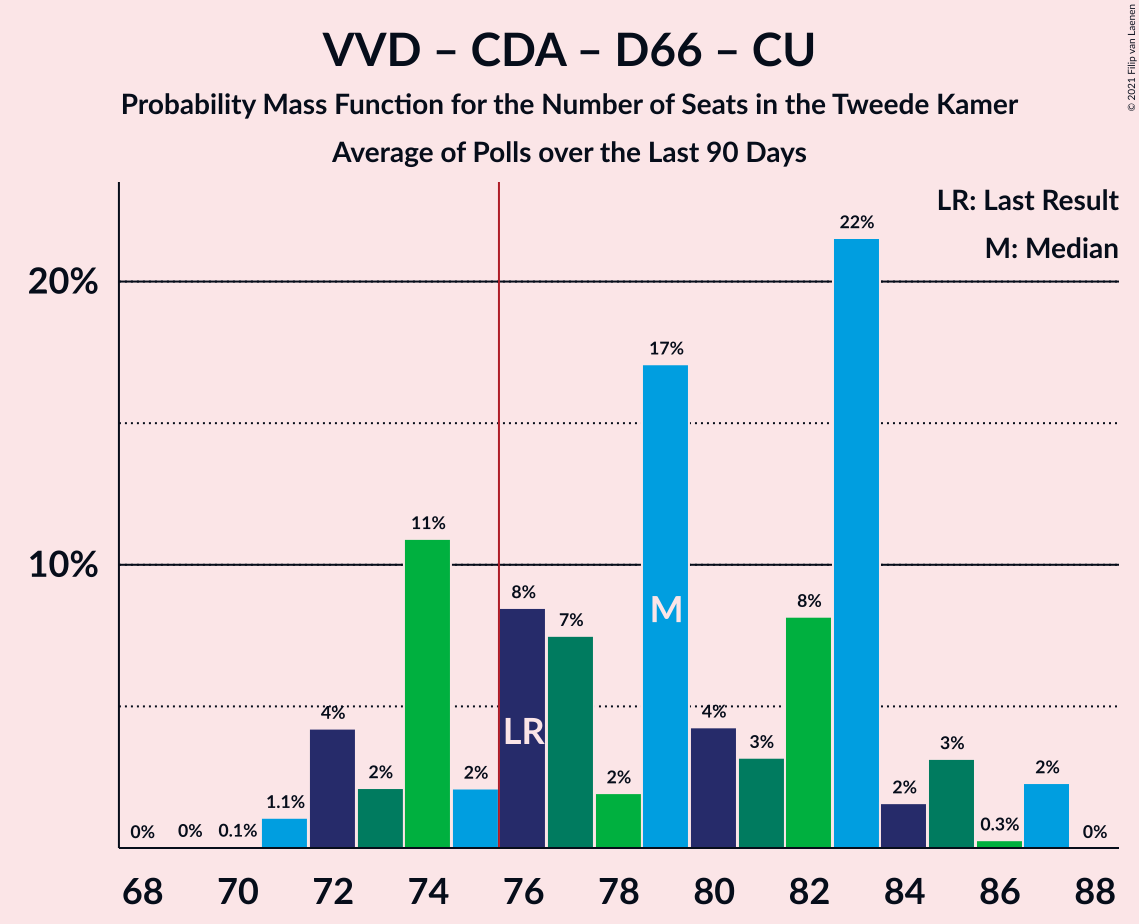 VVD – CDA – D66 – CU
Probability Mass Function for the Number of Seats in the Tweede Kamer
Average of Polls over the Last 90 Days
© 2021 Filip van Laenen
LR: Last Result
M: Median
20%
10%
0%
0%
0.1%
1.1%
4%
2%
11%
2%
8%
7%
2%
17%
4%
3%
8%
22%
2%
3%
0.3%
2%
0%
LR
M
68 70 72 74 76 78 80 82 84 86 88